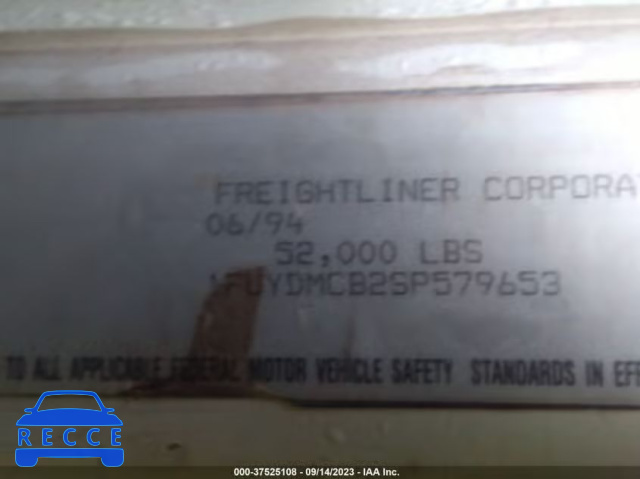 FREIGHTLINER CORPORAT
06/94
52,000 LBS
1FUYDMCB2SP579653
TO ALL APPLICABLE FEDERAL MOTOR VEHICLE SAFETY STANDARDS IN EFF
RECCE
000-37525108 - 09/14/2023 - IAA Inc.